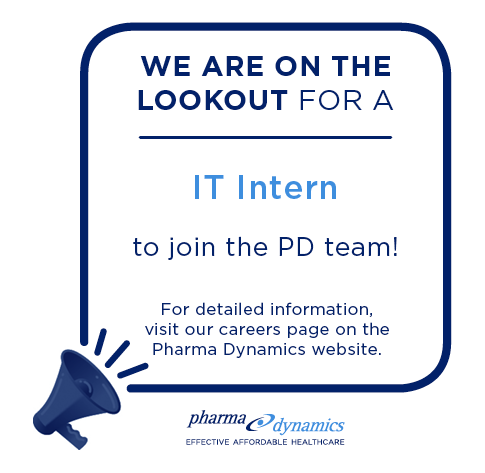 WE ARE ON THE
LOOKOUT FOR A
IT Intern
to join the PD team!
For detailed information,
visit our careers page on the
Pharma Dynamics website.
pharma dynamics
EFFECTIVE AFFORDABLE HEALTHCARE